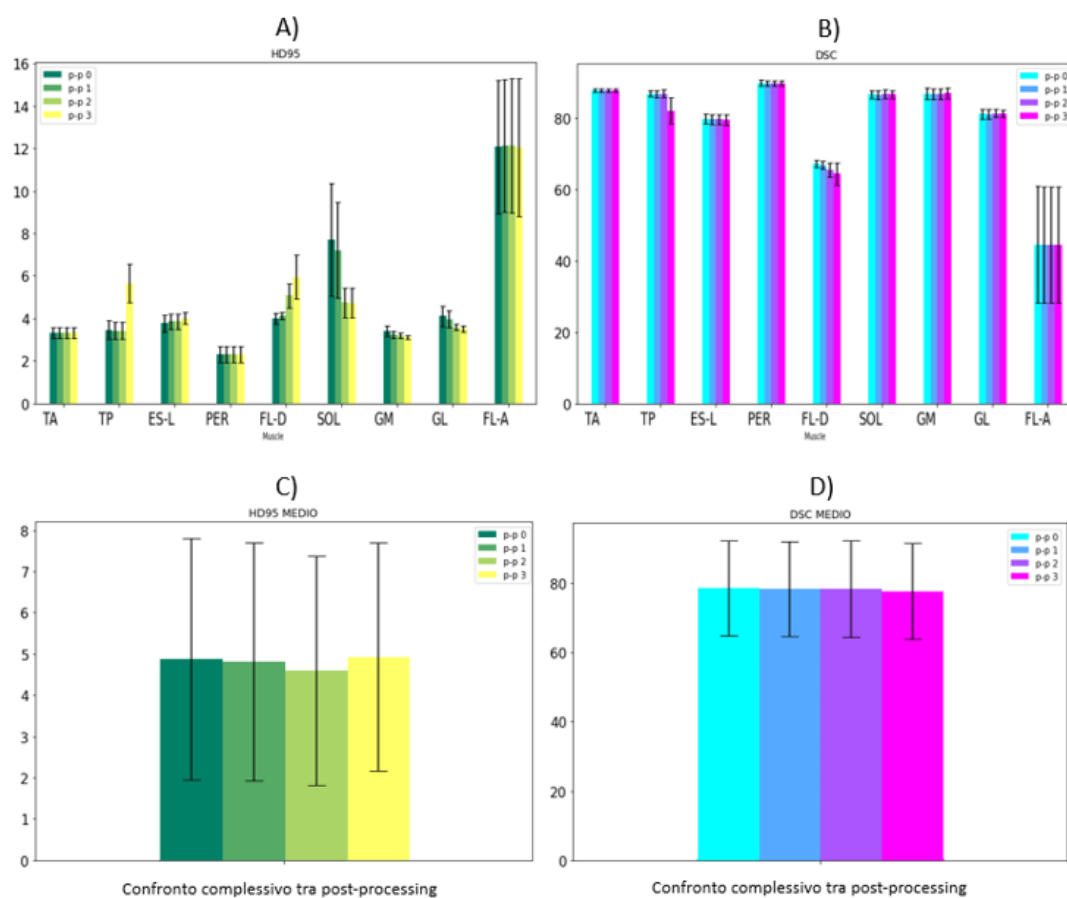 A)
HD95
p-p 0
p-p 1
p-p 2
p-p 3
16
14
12
10
8
6
4
2
0
TA TP ES-L PER FL-D SOL GM GL FL-A
Muscle
B)
DSC
p-p 0
p-p 1
p-p 2
p-p 3
80
60
40
20
0
TA TP ES-L PER FL-D SOL GM GL FL-A
Muscle
C)
HD95 MEDIO
p-p 0
p-p 1
p-p 2
p-p 3
8
7
6
5
4
3
2
1
0
Confronto complessivo tra post-processing
D)
DSC MEDIO
p-p 0
p-p 1
p-p 2
p-p 3
80
60
40
20
0
Confronto complessivo tra post-processing